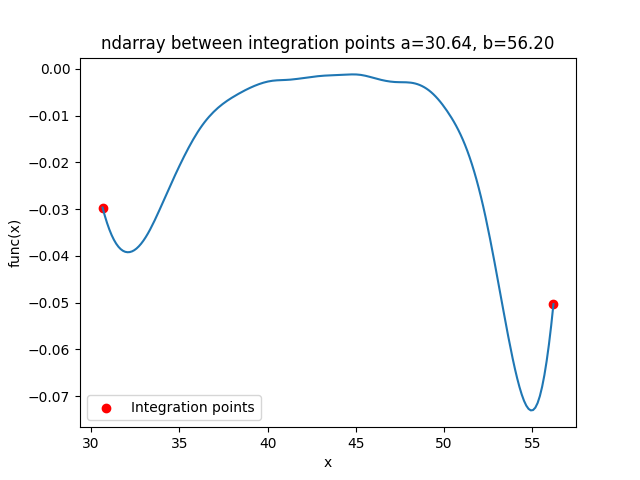 ndarray between integration points a=30.64, b=56.20
0.00
−0.01
−0.02
−0.03
−0.04
−0.05
−0.06
−0.07
func(x)
Integration points
30 35 40 45 50 55
x